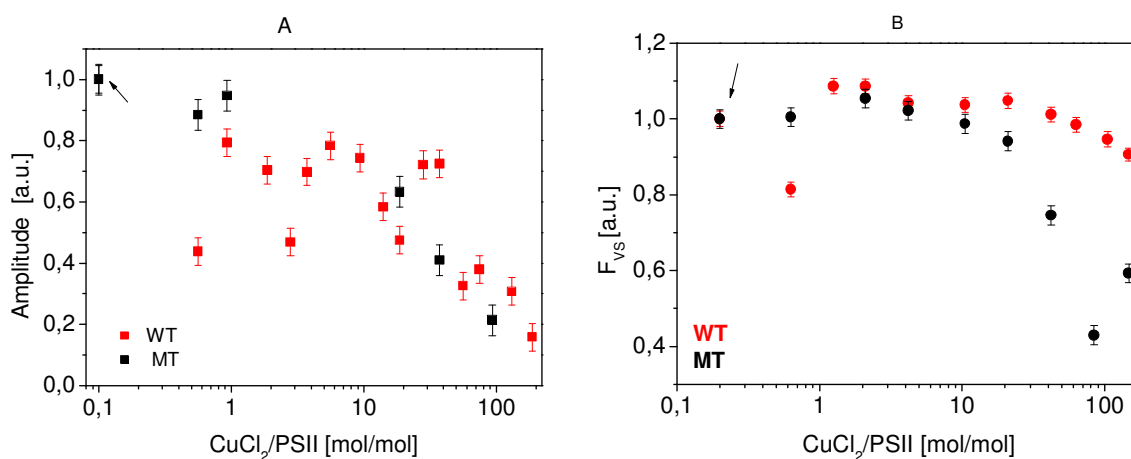 A
Amplitude [a.u.]
1,0
0,8
0,6
0,4
0,2
0,0
WT
MT
0,1
1
10
100
CuCl₂/PSII [mol/mol]
B
F_VS [a.u.]
1,2
1,0
0,8
0,6
0,4
WT
MT
0,1
1
10
100
CuCl₂/PSII [mol/mol]